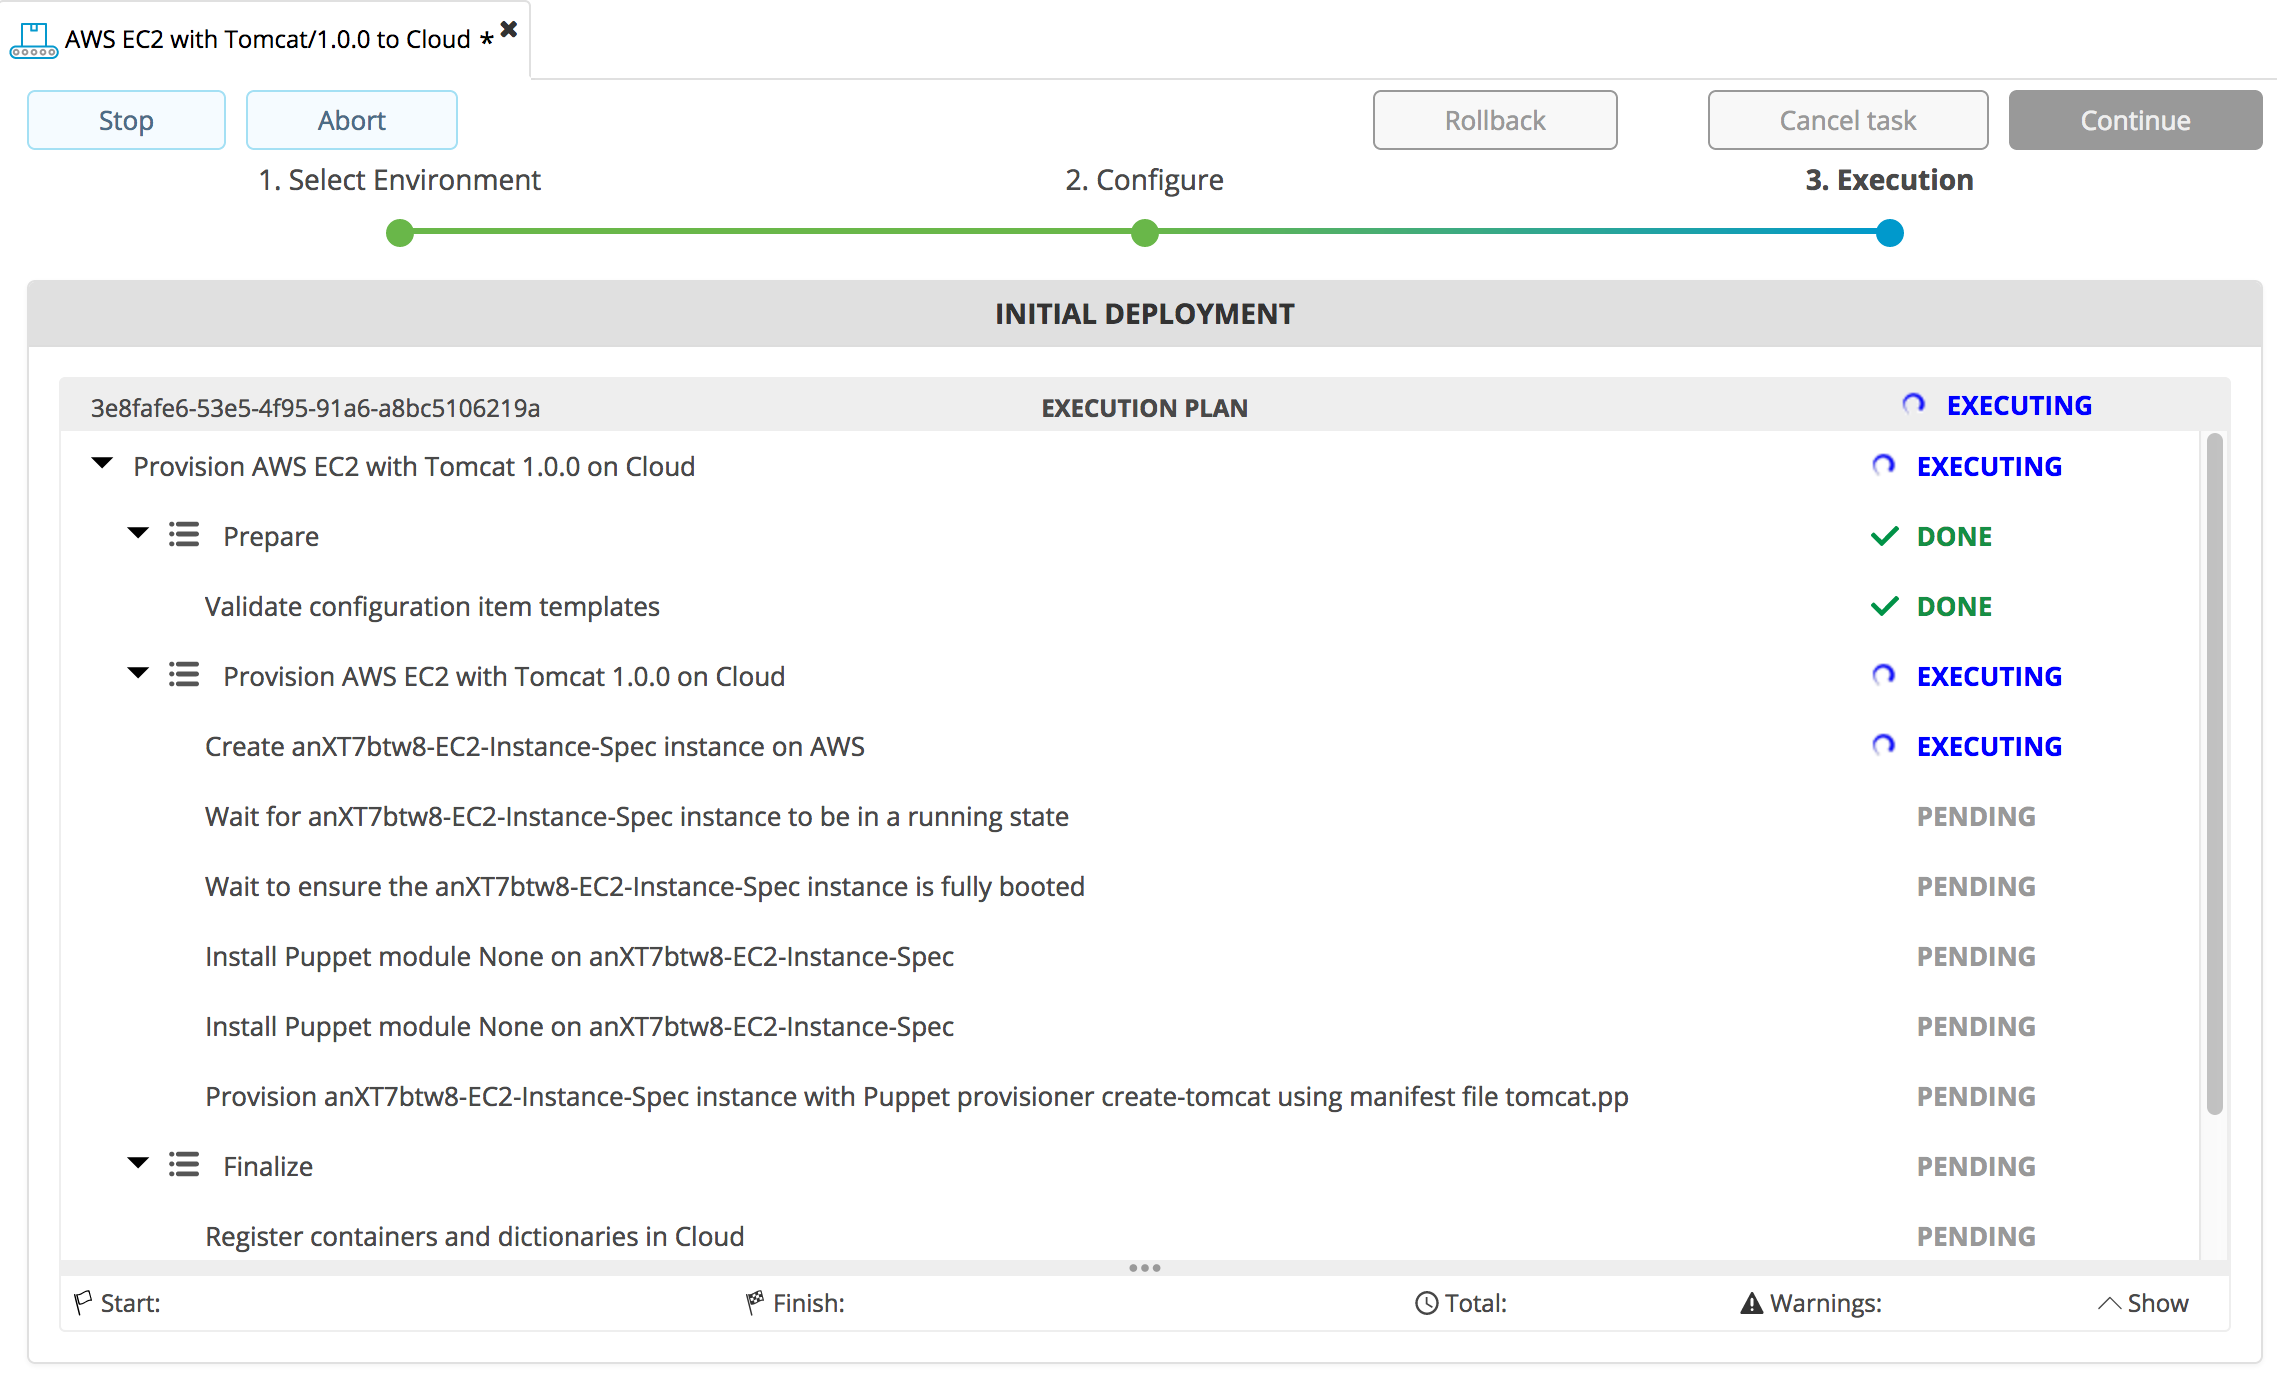 AWS EC2 with Tomcat/1.0.0 to Cloud *
Stop Abort Rollback Cancel task Continue
1. Select Environment 2. Configure 3. Execution
INITIAL DEPLOYMENT
3e8fafe6-53e5-4f95-91a6-a8bc5106219a EXECUTION PLAN EXECUTING
Provision AWS EC2 with Tomcat 1.0.0 on Cloud EXECUTING
Prepare DONE
Validate configuration item templates DONE
Provision AWS EC2 with Tomcat 1.0.0 on Cloud EXECUTING
Create anXT7btw8-EC2-Instance-Spec instance on AWS EXECUTING
Wait for anXT7btw8-EC2-Instance-Spec instance to be in a running state PENDING
Wait to ensure the anXT7btw8-EC2-Instance-Spec instance is fully booted PENDING
Install Puppet module None on anXT7btw8-EC2-Instance-Spec PENDING
Install Puppet module None on anXT7btw8-EC2-Instance-Spec PENDING
Provision anXT7btw8-EC2-Instance-Spec instance with Puppet provisioner create-tomcat using manifest file tomcat.pp PENDING
Finalize PENDING
Register containers and dictionaries in Cloud PENDING
Start: Finish: Total: Warnings: Show